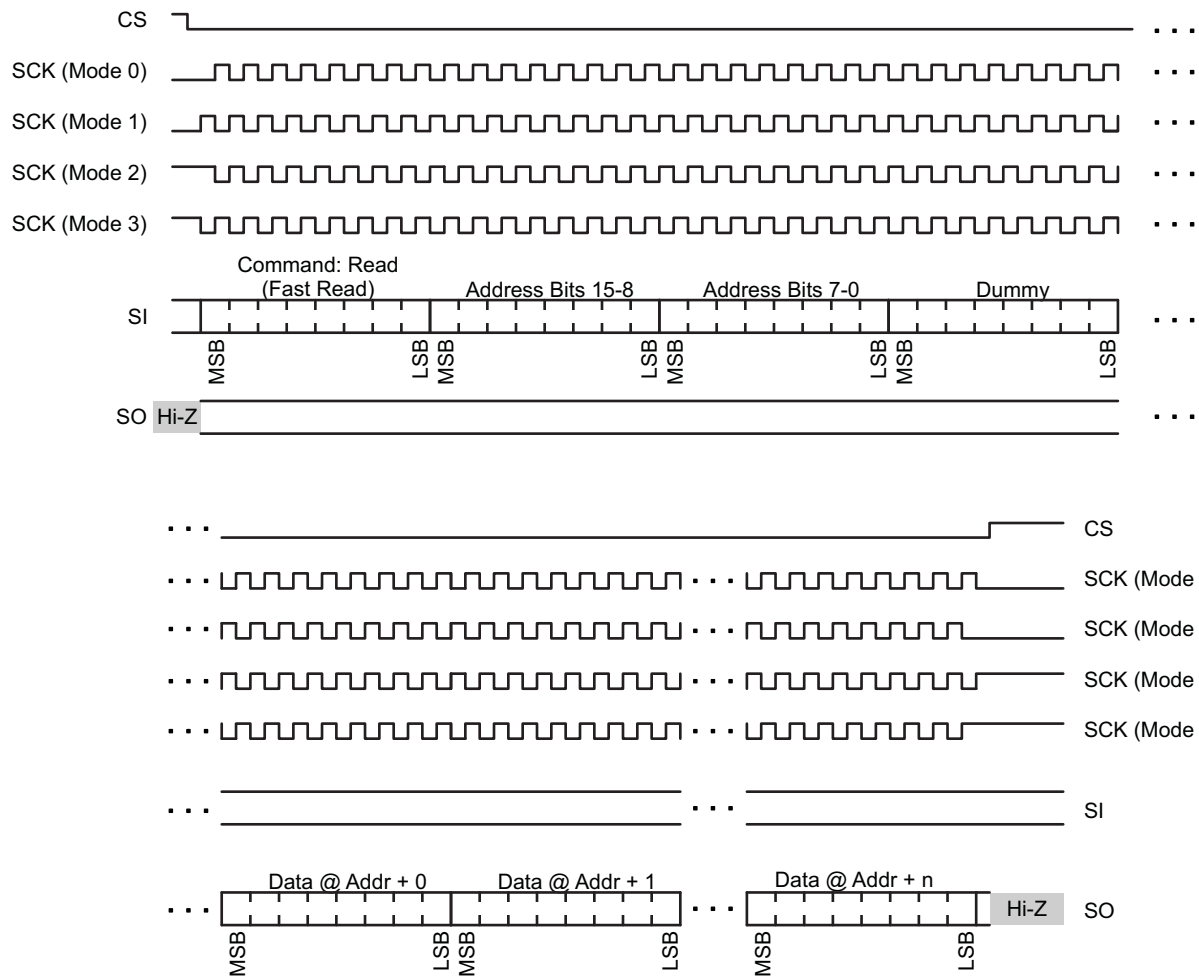 CS
SCK (Mode 0)
SCK (Mode 1)
SCK (Mode 2)
SCK (Mode 3)
Command: Read
(Fast Read)
Address Bits 15-8
Address Bits 7-0
Dummy
SI
MSB
LSB
MSB
LSB
MSB
LSB
MSB
LSB
SO
Hi-Z
CS
SCK (Mode
SCK (Mode
SCK (Mode
SCK (Mode
SI
Data @ Addr + 0
Data @ Addr + 1
Data @ Addr + n
Hi-Z
SO
MSB
LSB
MSB
LSB
MSB
LSB